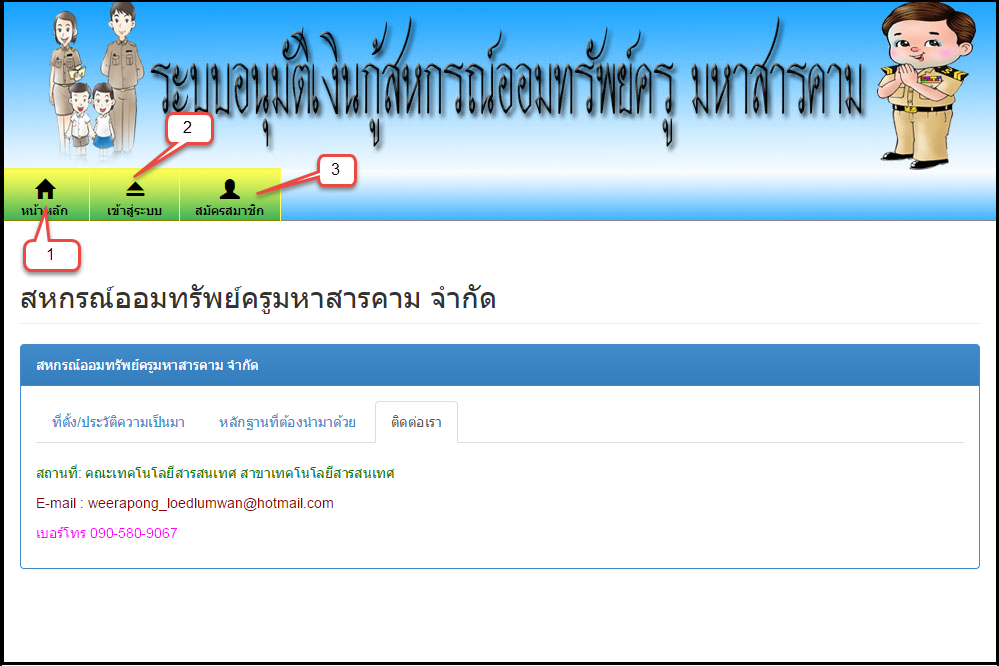 ระบบอนุมัติเงินกู้สหกรณ์ออมทรัพย์ครู มหาสารคาม
2
3
หน้าหลัก เข้าสู่ระบบ สมัครสมาชิก
1
สหกรณ์ออมทรัพย์ครูมหาสารคาม จำกัด
สหกรณ์ออมทรัพย์ครูมหาสารคาม จำกัด
ที่ตั้ง/ประวัติความเป็นมา หลักฐานที่ต้องนำมาด้วย ติดต่อเรา
สถานที่: คณะเทคโนโลยีสารสนเทศ สาขาเทคโนโลยีสารสนเทศ
E-mail : weerapong_loedlumwan@hotmail.com
เบอร์โทร 090-580-9067